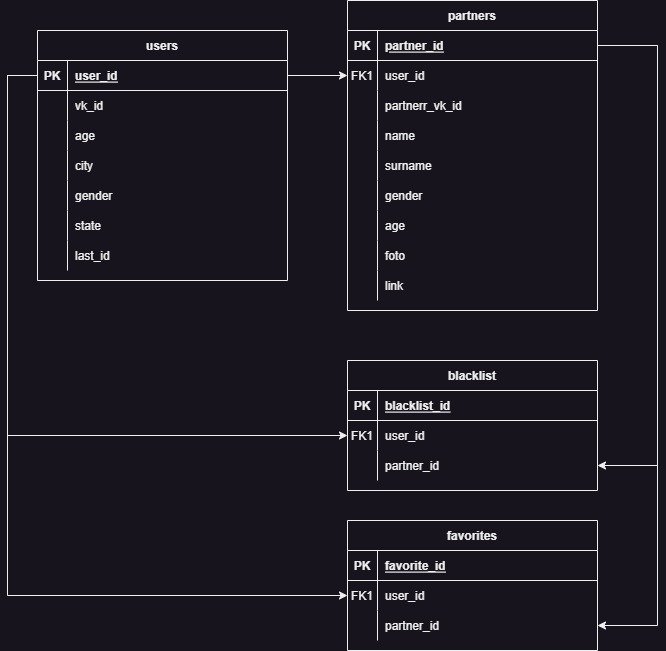 users
PK user_id
vk_id
age
city
gender
state
last_id
partners
PK partner_id
FK1 user_id
partnerr_vk_id
name
surname
gender
age
foto
link
blacklist
PK blacklist_id
FK1 user_id
partner_id
favorites
PK favorite_id
FK1 user_id
partner_id